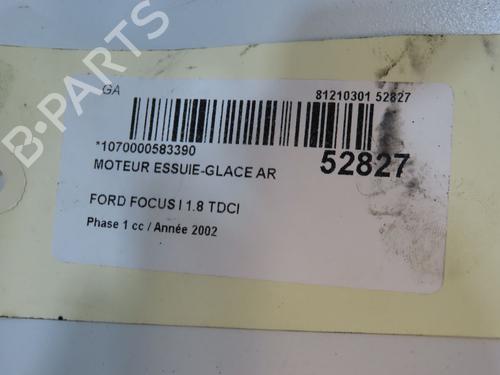 GA
81210301 52827
*1070000583390
MOTEUR ESSUIE-GLACE AR
52827
FORD FOCUS I 1.8 TDCI
Phase 1 cc / Année 2002
B-PARTS